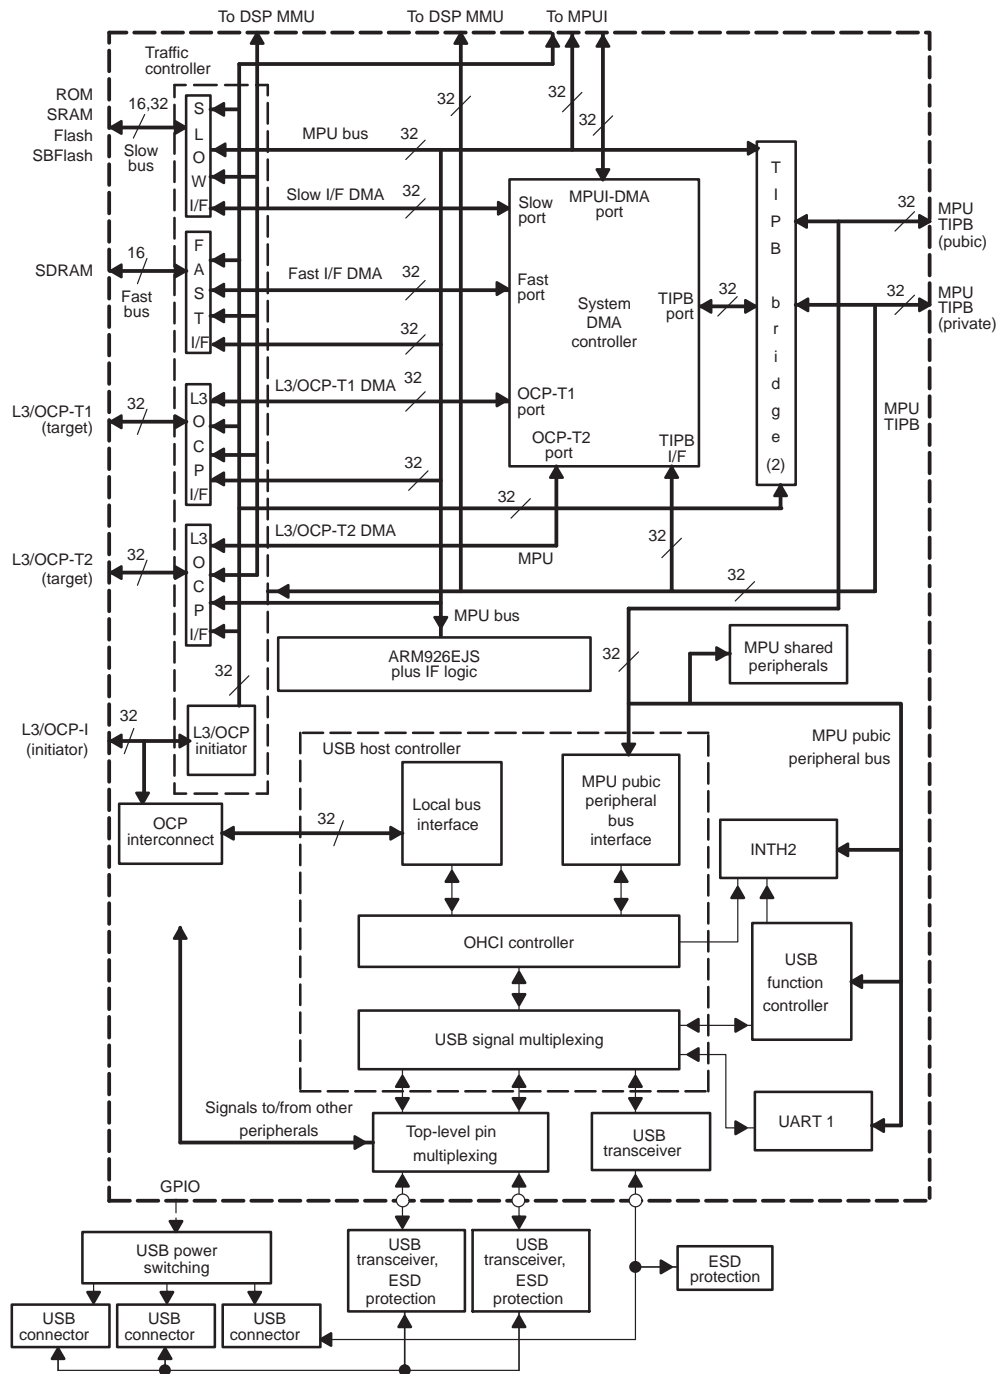 To DSP MMU
To DSP MMU
To MPUI
Traffic
controller
ROM
SRAM
Flash
SBFlash
16,32
Slow
bus
S
L
O
W
I/F
MPU bus
32
32
32
32
Slow I/F DMA
32
Slow
port
MPUI-DMA
port
T
I
P
B
b
r
i
d
g
e
(2)
32
MPU
TIPB
(pubic)
SDRAM
16
Fast
bus
F
A
S
T
I/F
Fast I/F DMA
32
Fast
port
System
DMA
controller
TIPB
port
32
32
MPU
TIPB
(private)
32
L3/OCP-T1
(target)
32
L3
O
C
P
I/F
L3/OCP-T1 DMA
32
OCP-T1
port
OCP-T2
port
TIPB
I/F
MPU
TIPB
32
32
L3/OCP-T2
(target)
32
L3
O
C
P
I/F
L3/OCP-T2 DMA
MPU
32
32
MPU bus
ARM926EJS
plus IF logic
32
32
MPU shared
peripherals
L3/OCP-I
(initiator)
32
L3/OCP
initiator
USB host controller
MPU pubic
peripheral bus
OCP
interconnect
32
Local bus
interface
MPU pubic
peripheral
bus
interface
INTH2
OHCI controller
USB
function
controller
USB signal multiplexing
Signals to/from other
peripherals
Top-level pin
multiplexing
USB
transceiver
UART 1
GPIO
USB power
switching
USB
transceiver,
ESD
protection
USB
transceiver,
ESD
protection
ESD
protection
USB
connector
USB
connector
USB
connector